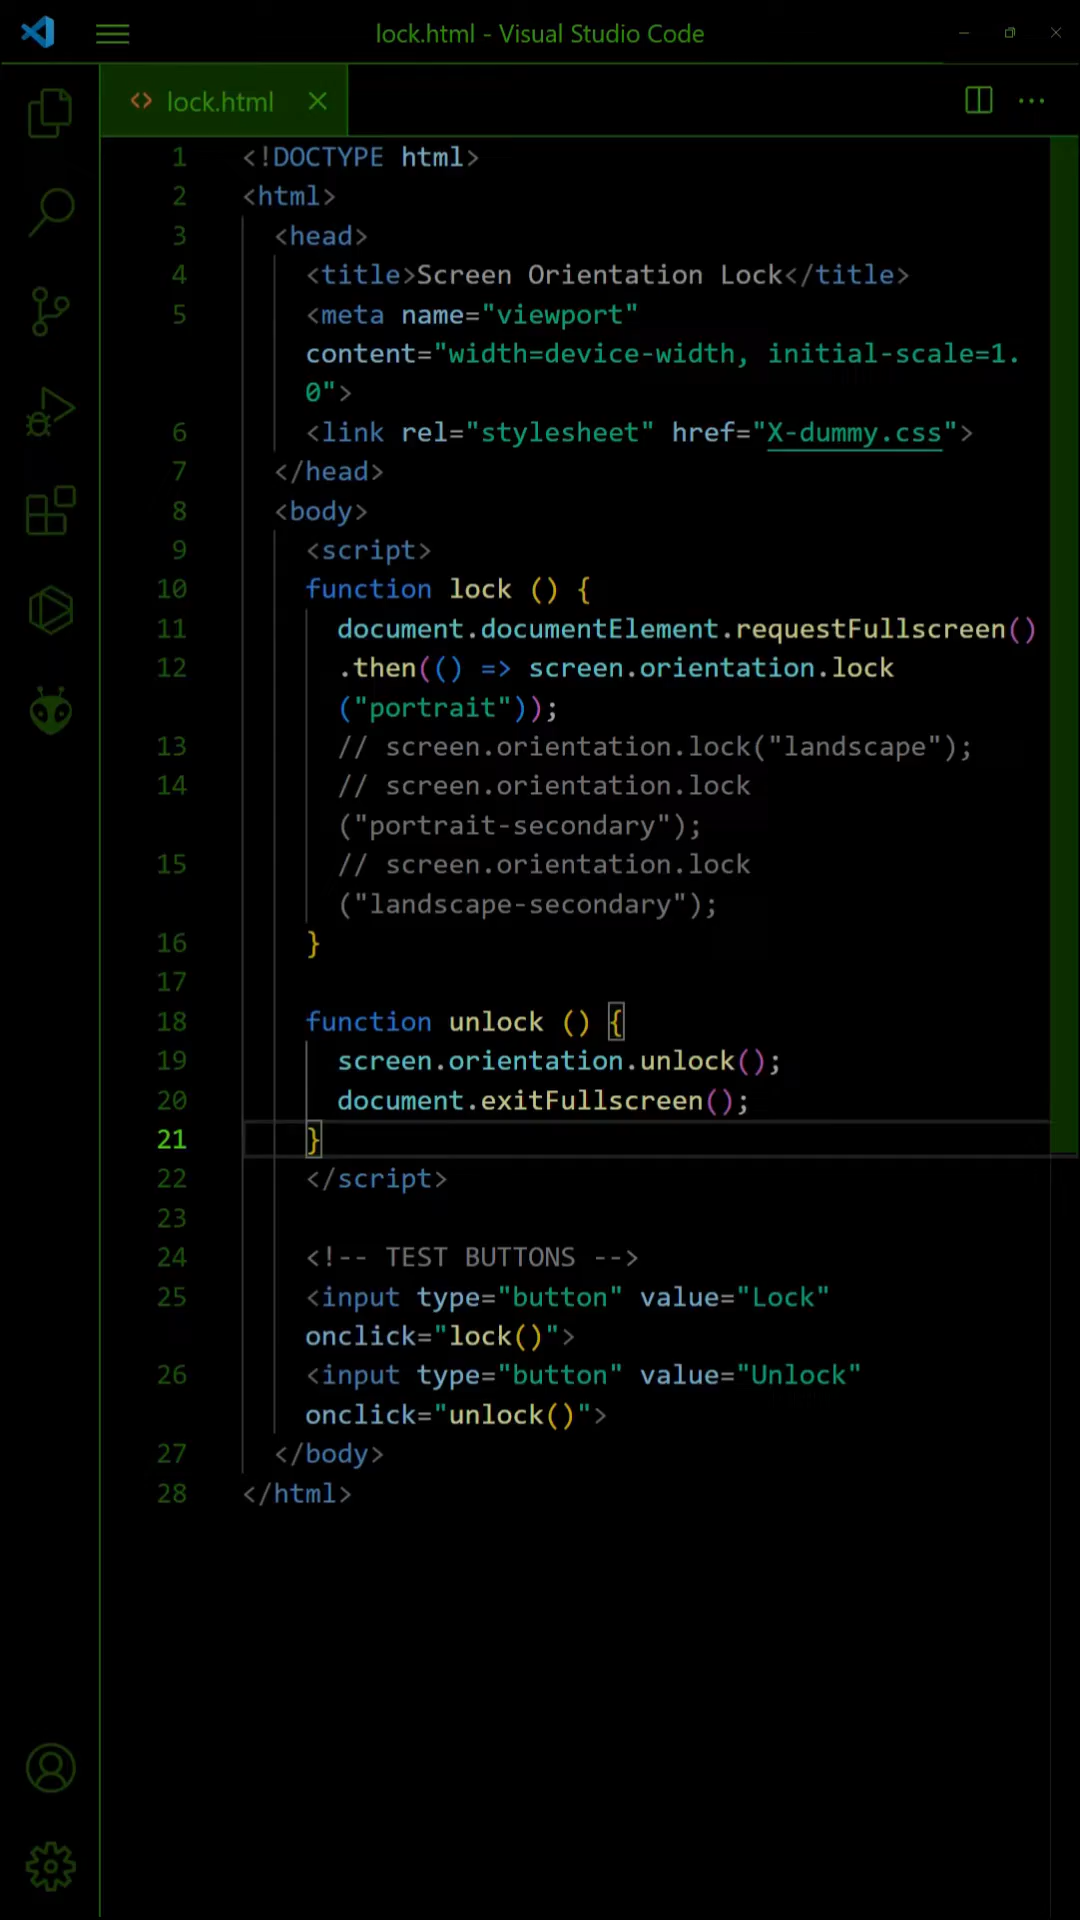 lock.html - Visual Studio Code
<> lock.html
1 <!DOCTYPE html>
2 <html>
3 <head>
4 <title>Screen Orientation Lock</title>
5 <meta name="viewport"
content="width=device-width, initial-scale=1.
0">
6 <link rel="stylesheet" href="X-dummy.css">
7 </head>
8 <body>
9 <script>
10 function lock () {
11 document.documentElement.requestFullscreen()
12 .then(() => screen.orientation.lock
("portrait"));
13 // screen.orientation.lock("landscape");
14 // screen.orientation.lock
("portrait-secondary");
15 // screen.orientation.lock
("landscape-secondary");
16 }
17
18 function unlock () {
19 screen.orientation.unlock();
20 document.exitFullscreen();
21 }
22 </script>
23
24 <!-- TEST BUTTONS -->
25 <input type="button" value="Lock"
onclick="lock()">
26 <input type="button" value="Unlock"
onclick="unlock()">
27 </body>
28 </html>